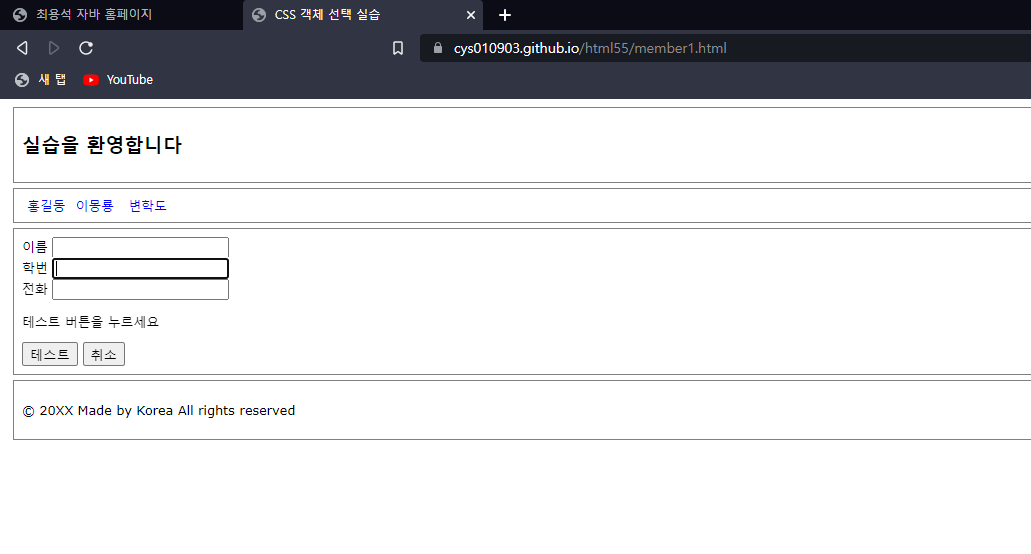 최용석 자바 홈페이지
CSS 객체 선택 실습
cys010903.github.io/html55/member1.html
새 탭
YouTube
실습을 환영합니다
홍길동 이몽룡 변학도
이름
학번
전화
테스트 버튼을 누르세요
테스트 취소
© 20XX Made by Korea All rights reserved